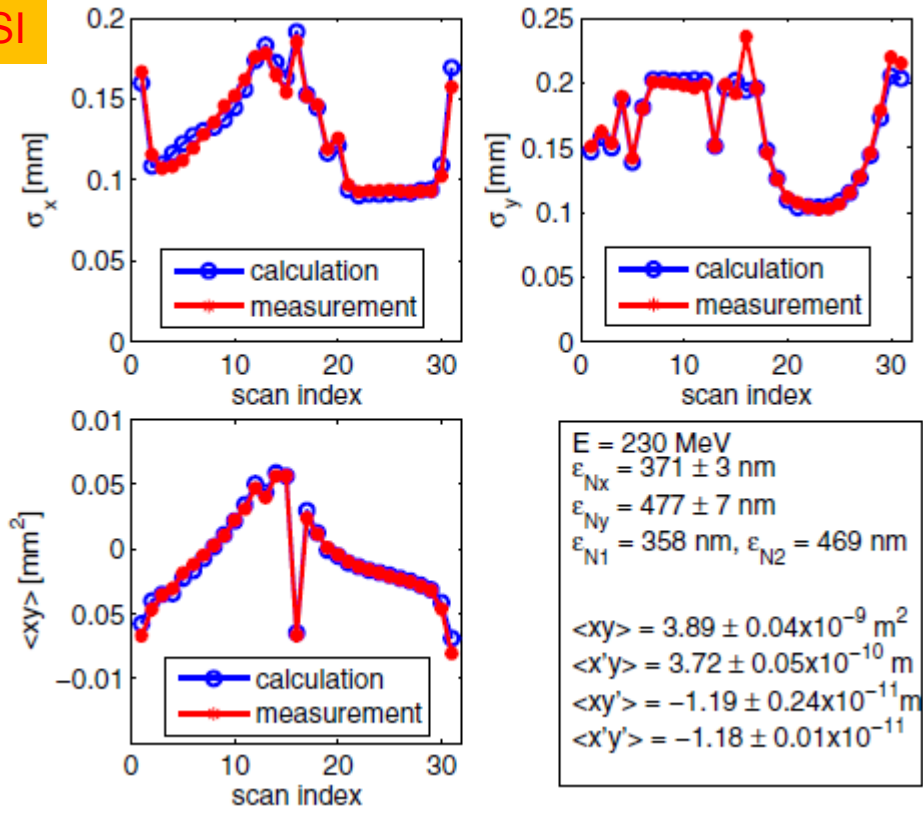 SI
0.2
0.15
0.1
0.05
0
σx [mm]
calculation
measurement
0 10 20 30
scan index
0.25
0.2
0.15
0.1
0.05
0
σy [mm]
calculation
measurement
0 10 20 30
scan index
0.01
0.05
0
0.05
−0.01
<xy> [mm²]
calculation
measurement
0 10 20 30
scan index
E = 230 MeV
εNx = 371 ± 3 nm
εNy = 477 ± 7 nm
εN1 = 358 nm, εN2 = 469 nm
<xy> = 3.89 ± 0.04x10⁻⁹ m²
<x'y> = 3.72 ± 0.05x10⁻¹⁰ m
<xy'> = −1.19 ± 0.24x10⁻¹¹m
<x'y'> = −1.18 ± 0.01x10⁻¹¹